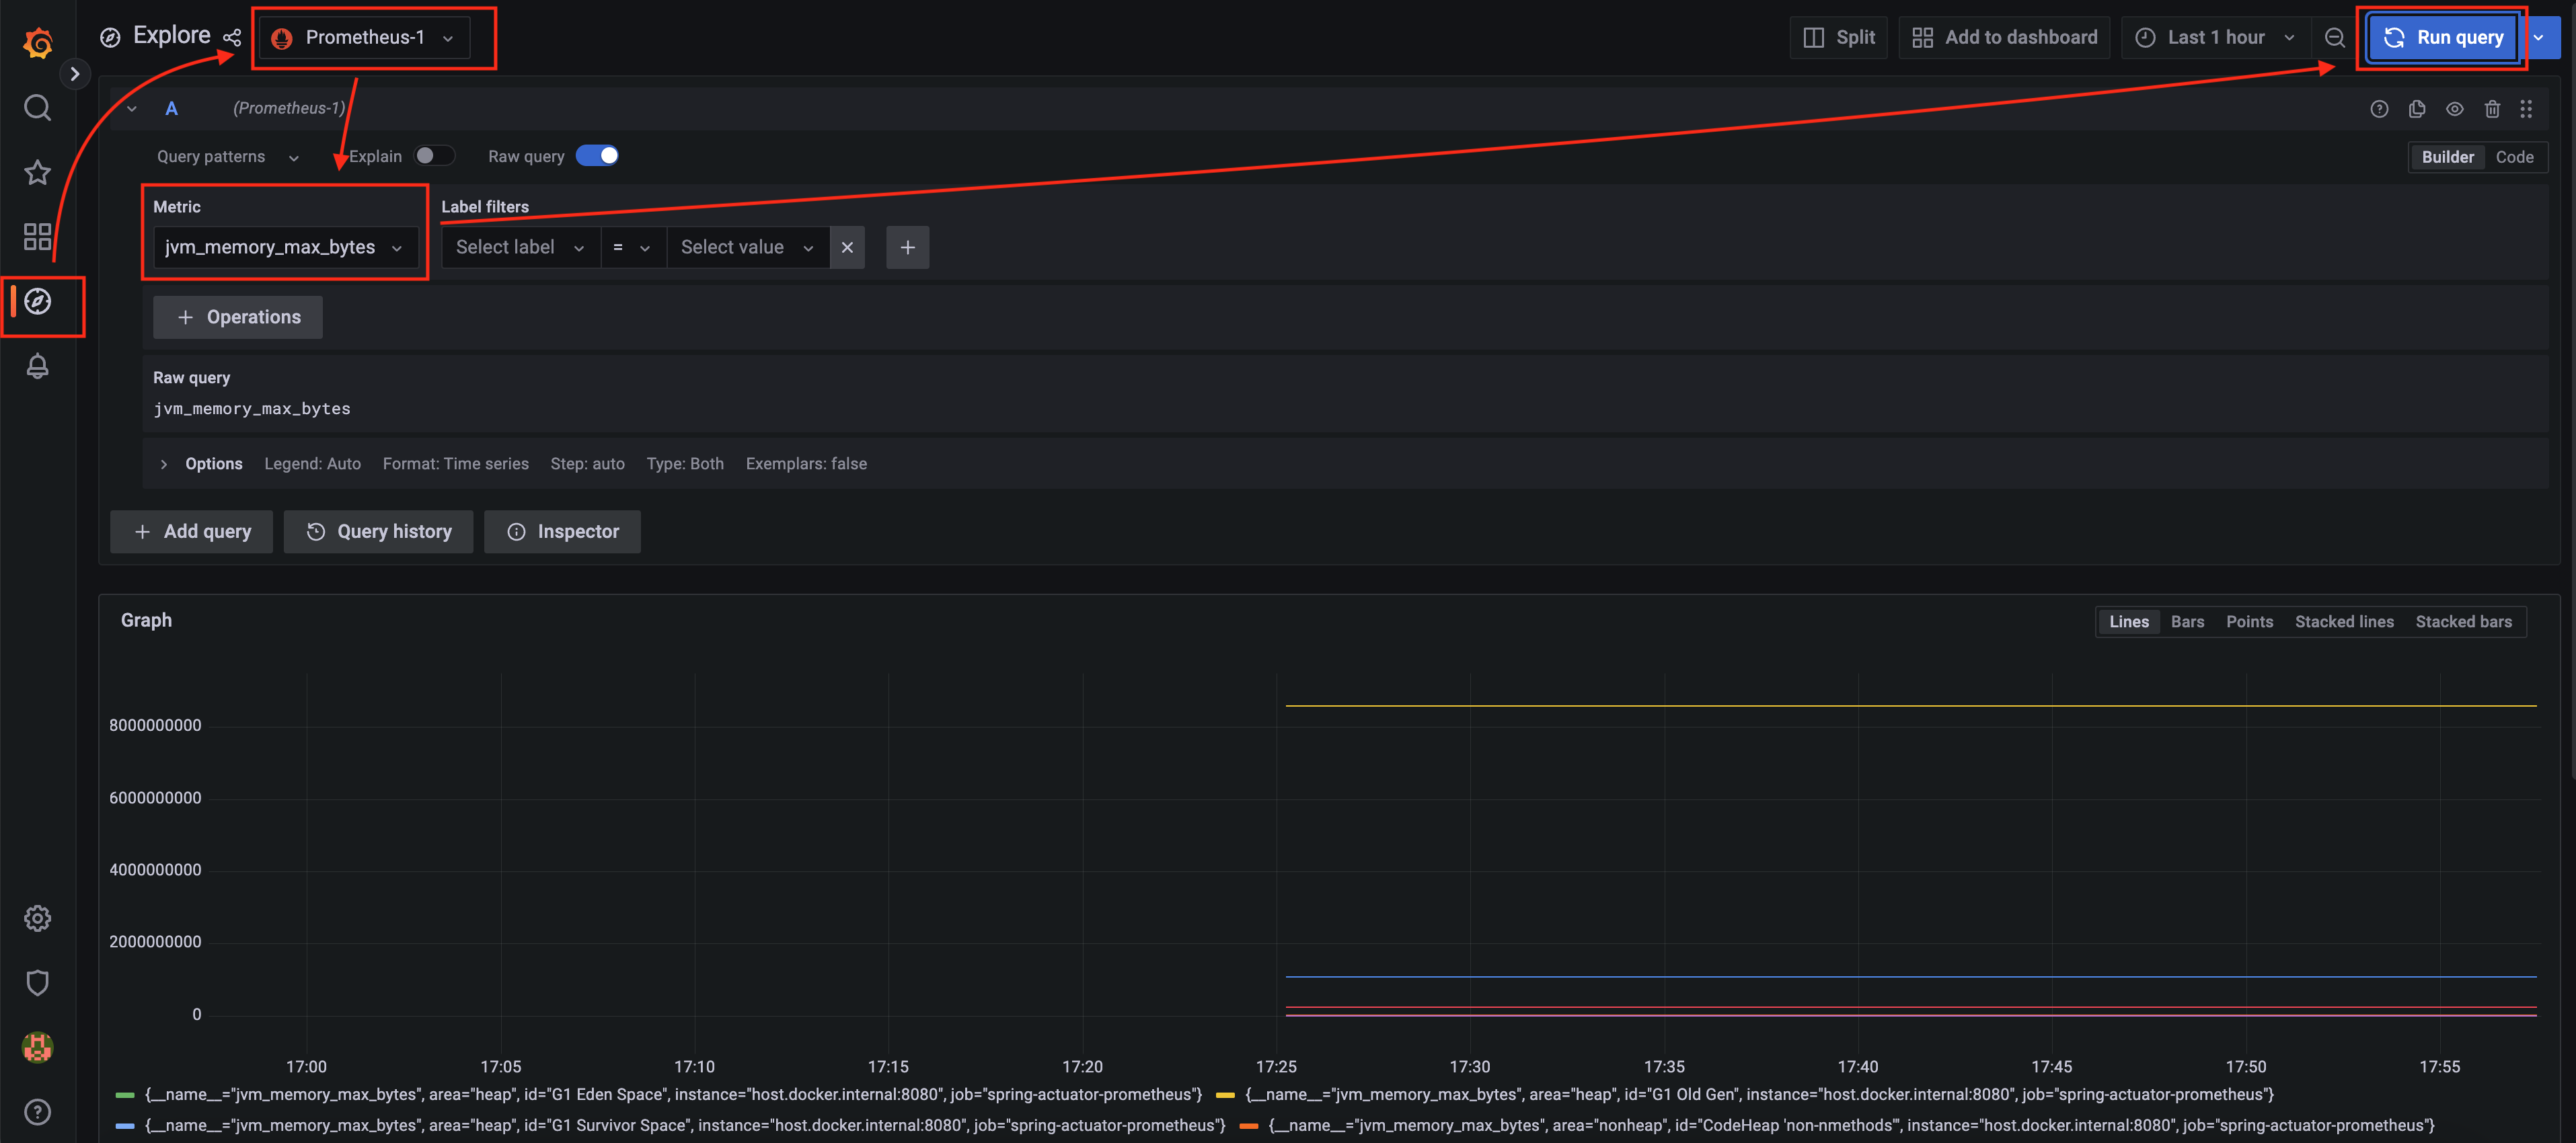 Explore
Prometheus-1
Split
Add to dashboard
Last 1 hour
Run query
A
(Prometheus-1)
Query patterns
Explain
Raw query
Builder
Code
Metric
Label filters
jvm_memory_max_bytes
Select label
=
Select value
+
+ Operations
Raw query
jvm_memory_max_bytes
Options Legend: Auto Format: Time series Step: auto Type: Both Exemplars: false
+ Add query
Query history
Inspector
Graph
Lines Bars Points Stacked lines Stacked bars
8000000000
6000000000
4000000000
2000000000
0
17:00 17:05 17:10 17:15 17:20 17:25 17:30 17:35 17:40 17:45 17:50 17:55
{__name__="jvm_memory_max_bytes", area="heap", id="G1 Eden Space", instance="host.docker.internal:8080", job="spring-actuator-prometheus"} {__name__="jvm_memory_max_bytes", area="heap", id="G1 Old Gen", instance="host.docker.internal:8080", job="spring-actuator-prometheus"}
{__name__="jvm_memory_max_bytes", area="heap", id="G1 Survivor Space", instance="host.docker.internal:8080", job="spring-actuator-prometheus"} {__name__="jvm_memory_max_bytes", area="nonheap", id="CodeHeap 'non-nmethods'", instance="host.docker.internal:8080", job="spring-actuator-prometheus"}